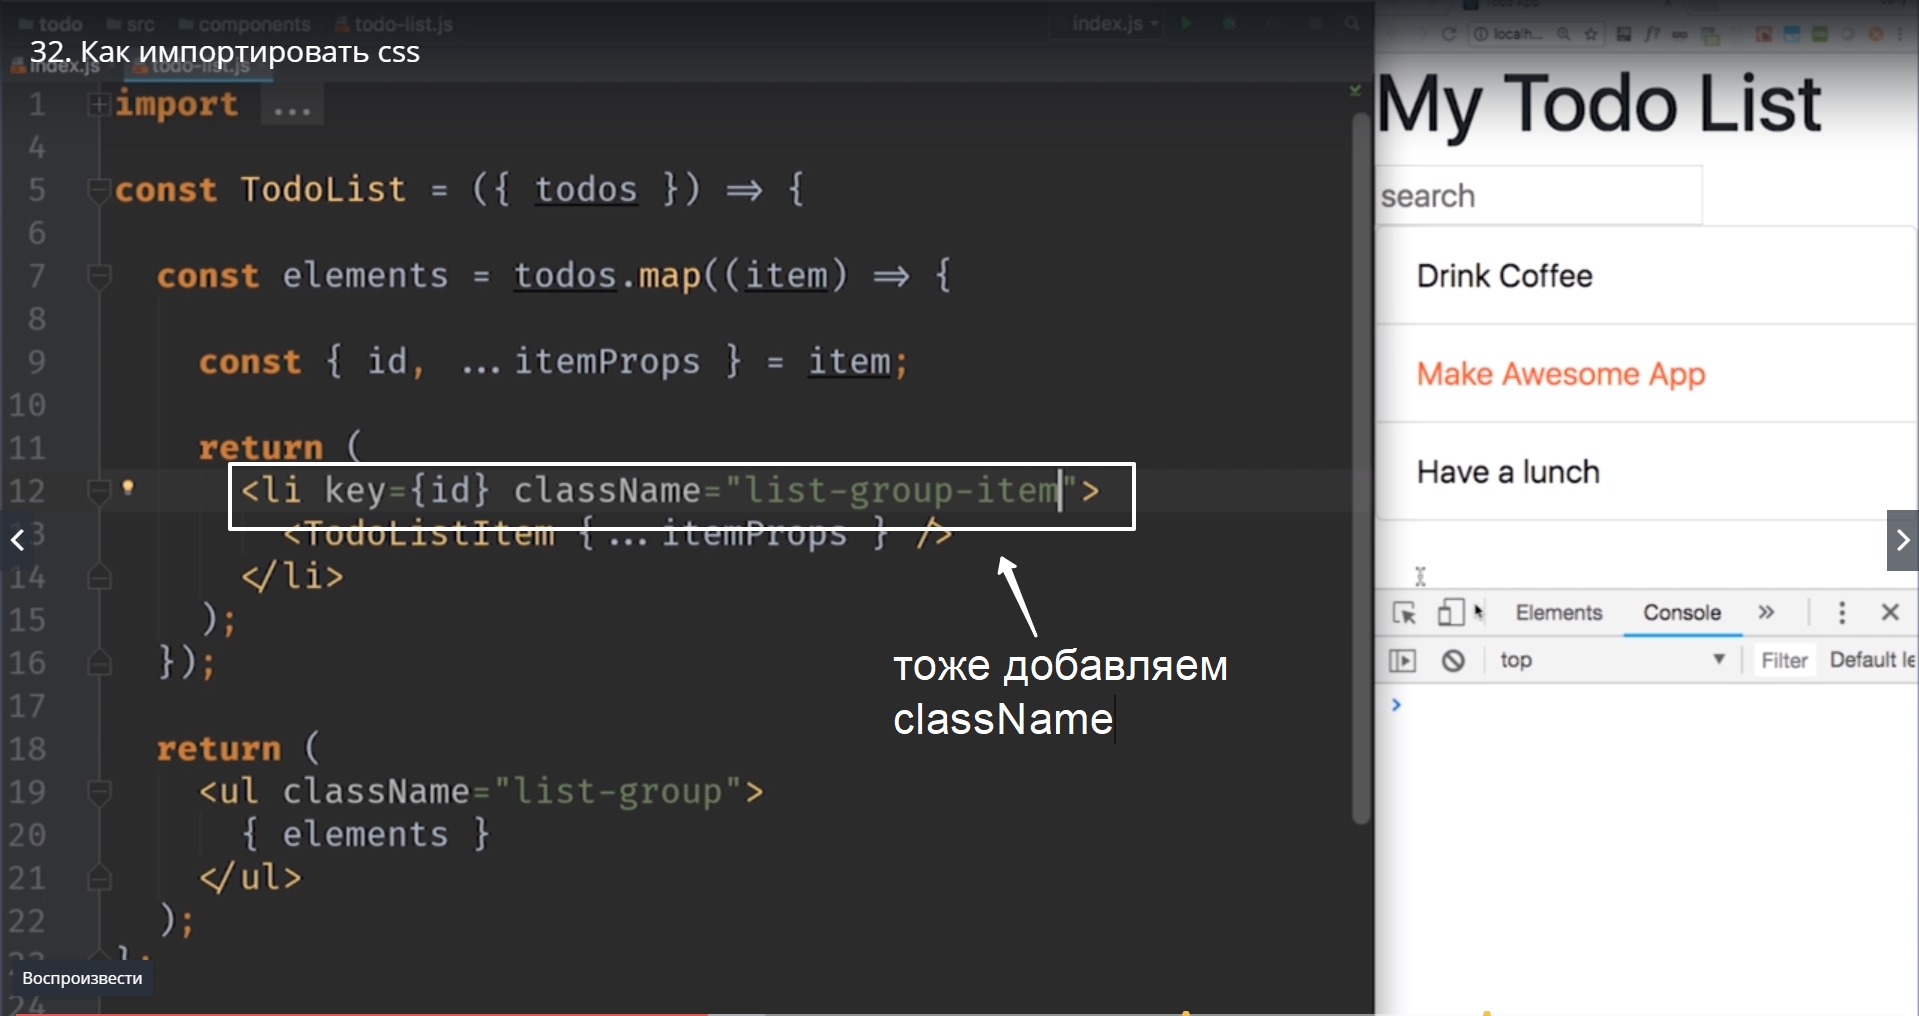 todo src components todo-list.js index.js
32. Как импортировать css
index.js todo-list.js
localh...
1 import ...
4
5 const TodoList = ({ todos }) => {
6
7 const elements = todos.map((item) => {
8
9 const { id, ...itemProps } = item;
10
11 return (
12 <li key={id} className="list-group-item">
13 <TodoListItem { ...itemProps } />
14 </li>
15 );
16 });
17
18 return (
19 <ul className="list-group">
20 { elements }
21 </ul>
22 );
23 };
24
тоже добавляем
className
Воспроизвести
My Todo List
search
Drink Coffee
Make Awesome App
Have a lunch
Elements Console »
top Filter Default le